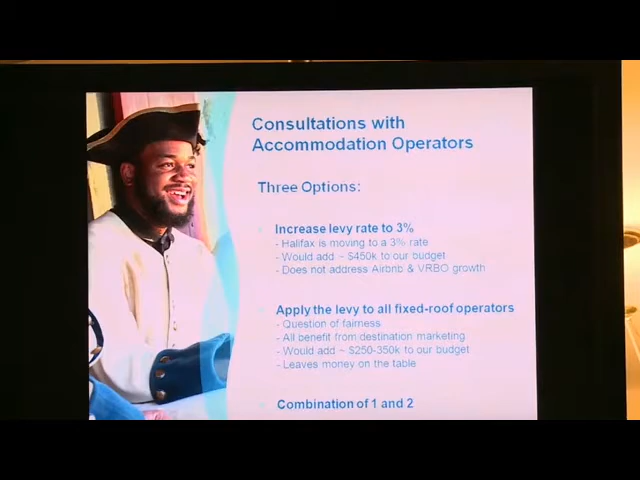 Consultations with
Accommodation Operators
Three Options:
Increase levy rate to 3%
- Halifax is moving to a 3% rate
- Would add ~ $450k to our budget
- Does not address Airbnb & VRBO growth
Apply the levy to all fixed-roof operators
- Question of fairness
- All benefit from destination marketing
- Would add ~ $250-350k to our budget
- Leaves money on the table
Combination of 1 and 2